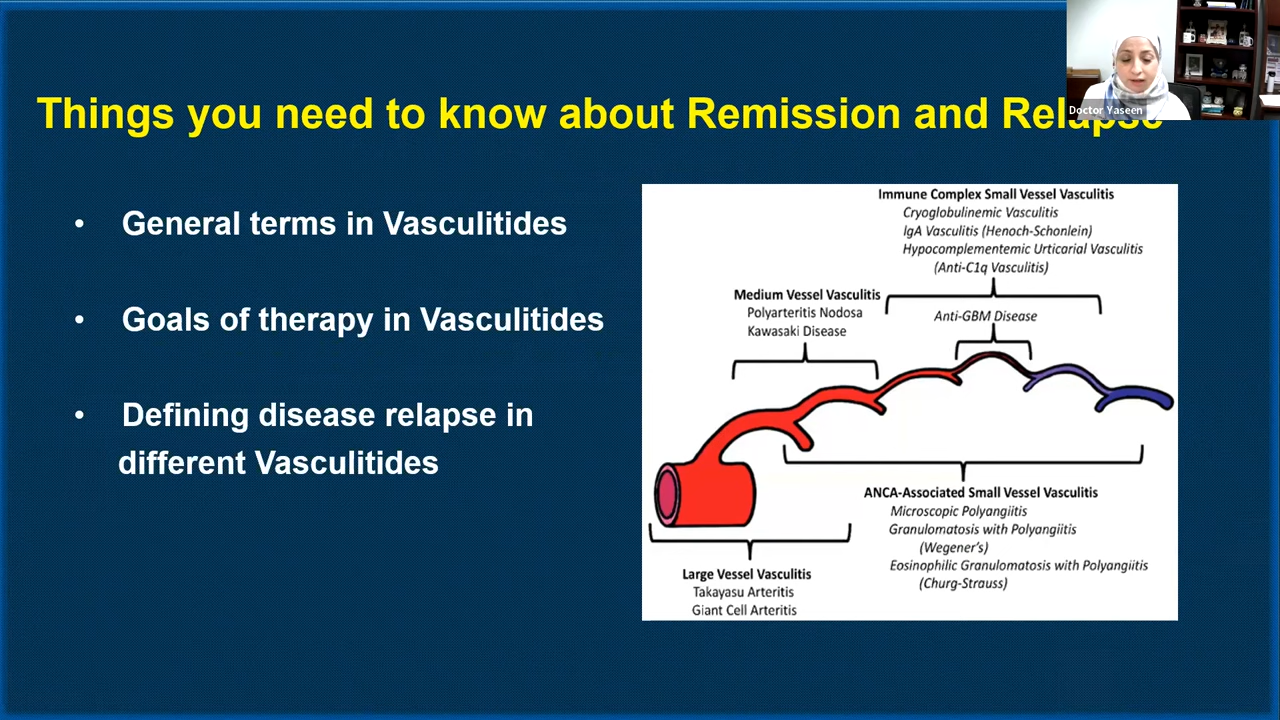 Things you need to know about Remission and Relapse
Doctor Yaseen
• General terms in Vasculitides
• Goals of therapy in Vasculitides
• Defining disease relapse in
different Vasculitides
Immune Complex Small Vessel Vasculitis
Cryoglobulinemic Vasculitis
IgA Vasculitis (Henoch-Schonlein)
Hypocomplementemic Urticarial Vasculitis
(Anti-C1q Vasculitis)
Medium Vessel Vasculitis
Polyarteritis Nodosa
Kawasaki Disease
Anti-GBM Disease
ANCA-Associated Small Vessel Vasculitis
Microscopic Polyangiitis
Granulomatosis with Polyangiitis
(Wegener's)
Eosinophilic Granulomatosis with Polyangiitis
(Churg-Strauss)
Large Vessel Vasculitis
Takayasu Arteritis
Giant Cell Arteritis